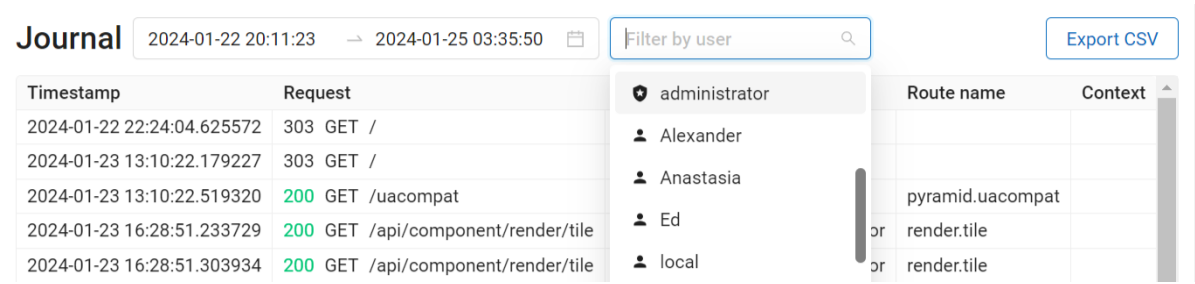 Journal 2024-01-22 20:11:23 → 2024-01-25 03:35:50 Filter by user Export CSV
Timestamp Request Route name Context
administrator
2024-01-22 22:24:04.625572 303 GET /
Alexander
2024-01-23 13:10:22.179227 303 GET /
Anastasia
2024-01-23 13:10:22.519320 200 GET /uacompat pyramid.uacompat
Ed
2024-01-23 16:28:51.233729 200 GET /api/component/render/tile or render.tile
local
2024-01-23 16:28:51.303934 200 GET /api/component/render/tile or render.tile